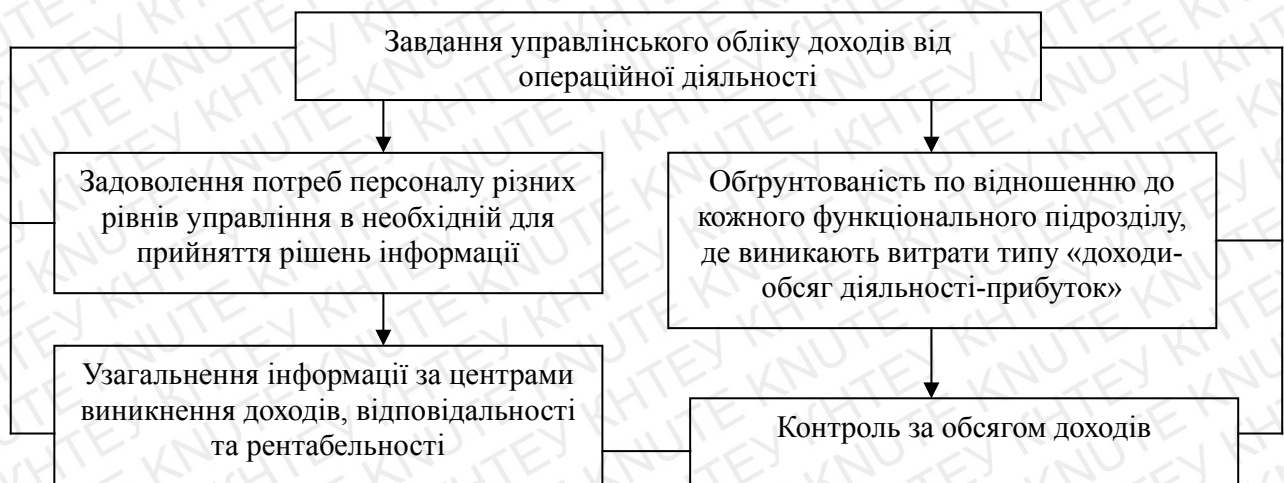 Завдання управлінського обліку доходів від
операційної діяльності
Задоволення потреб персоналу різних
рівнів управління в необхідній для
прийняття рішень інформації
Обґрунтованість по відношенню до
кожного функціонального підрозділу,
де виникають витрати типу «доходи-
обсяг діяльності-прибуток»
Узагальнення інформації за центрами
виникнення доходів, відповідальності
та рентабельності
Контроль за обсягом доходів